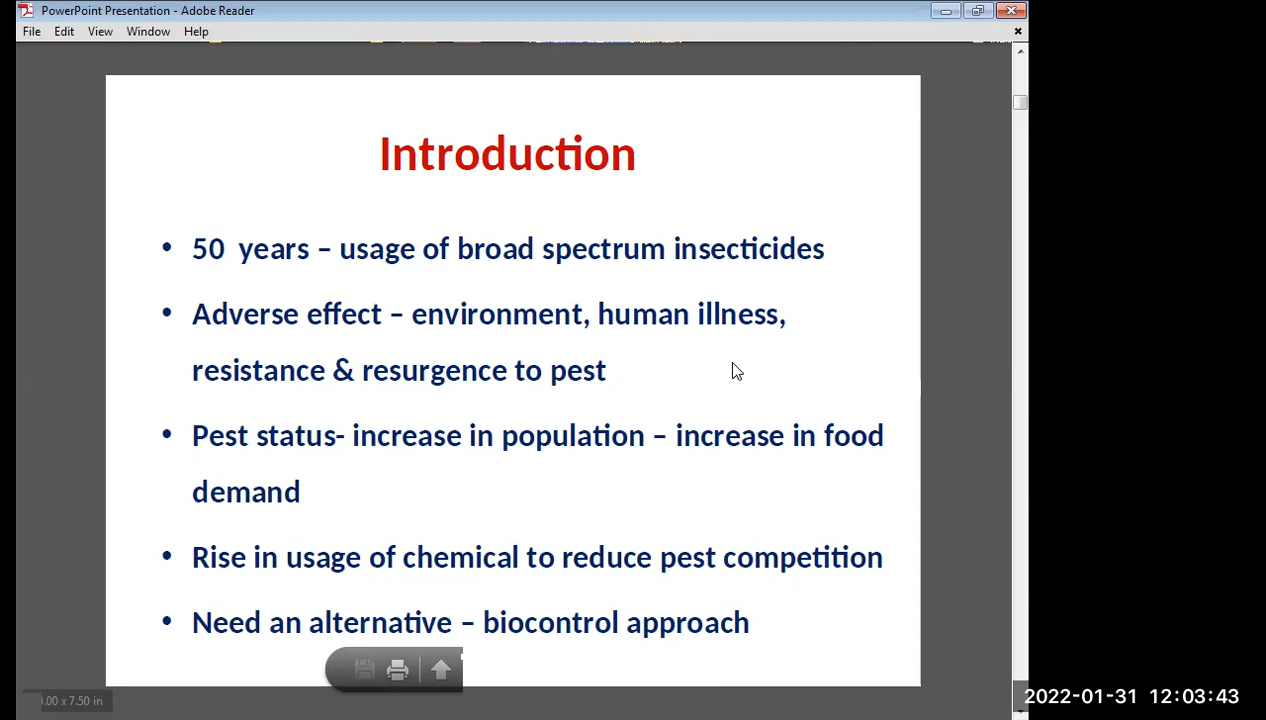 PowerPoint Presentation - Adobe Reader
File Edit View Window Help
Introduction
• 50 years – usage of broad spectrum insecticides
• Adverse effect – environment, human illness,
resistance & resurgence to pest
• Pest status- increase in population – increase in food
demand
• Rise in usage of chemical to reduce pest competition
• Need an alternative – biocontrol approach
.00 x 7.50 in
2022-01-31 12:03:43